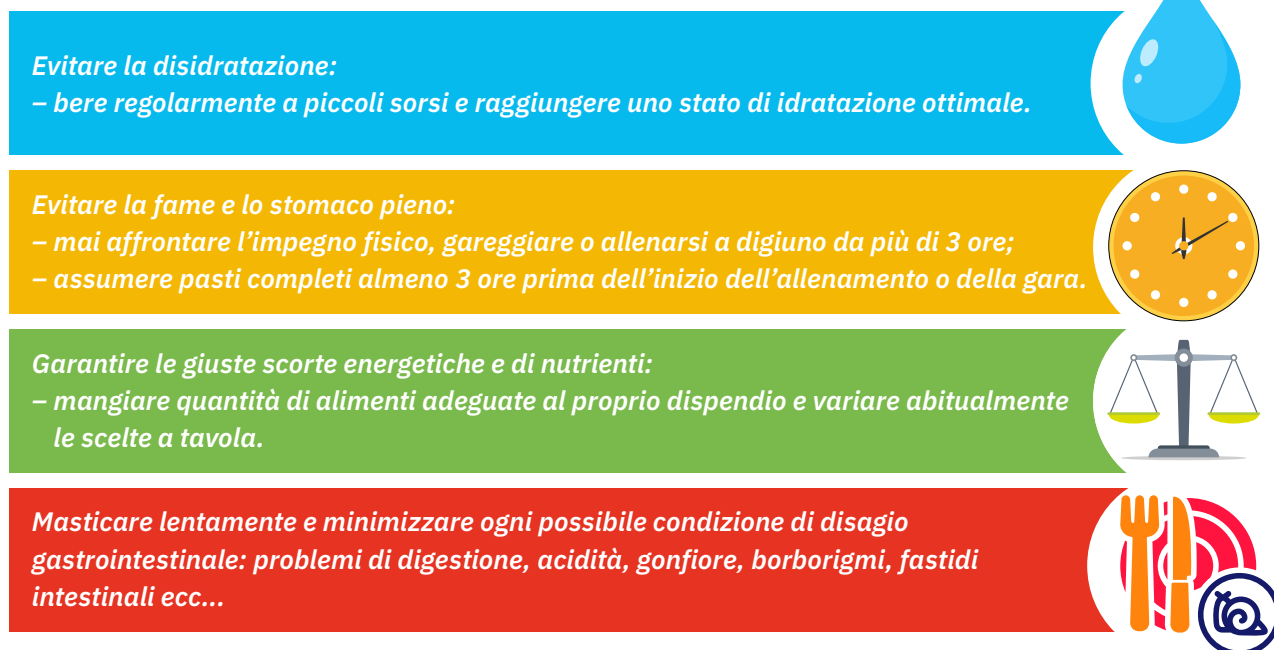 Evitare la disidratazione:
– bere regolarmente a piccoli sorsi e raggiungere uno stato di idratazione ottimale.
Evitare la fame e lo stomaco pieno:
– mai affrontare l’impegno fisico, gareggiare o allenarsi a digiuno da più di 3 ore;
– assumere pasti completi almeno 3 ore prima dell’inizio dell’allenamento o della gara.
Garantire le giuste scorte energetiche e di nutrienti:
– mangiare quantità di alimenti adeguate al proprio dispendio e variare abitualmente
le scelte a tavola.
Masticare lentamente e minimizzare ogni possibile condizione di disagio
gastrointestinale: problemi di digestione, acidità, gonfiore, borborigmi, fastidi
intestinali ecc...